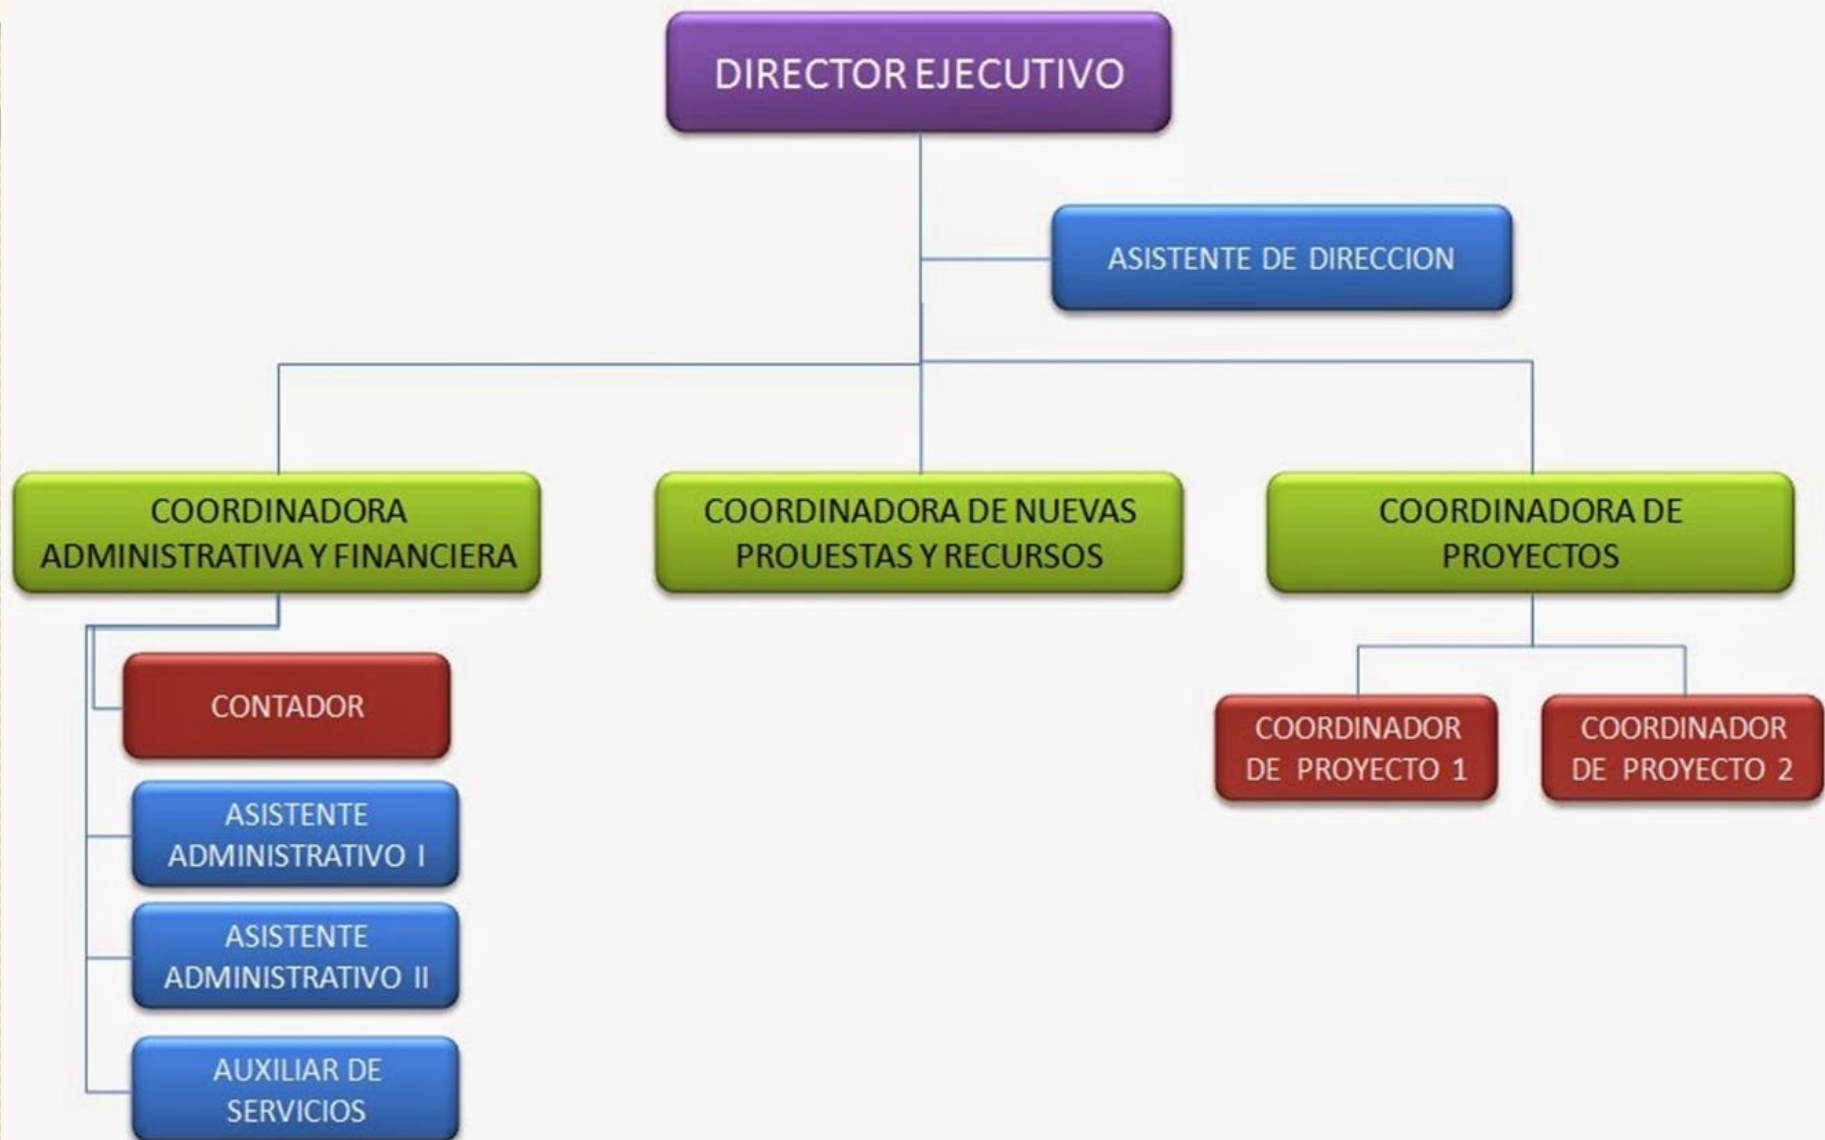 DIRECTOR EJECUTIVO
ASISTENTE DE DIRECCION
COORDINADORA
ADMINISTRATIVA Y FINANCIERA
COORDINADORA DE NUEVAS
PROUESTAS Y RECURSOS
COORDINADORA DE
PROYECTOS
CONTADOR
ASISTENTE
ADMINISTRATIVO I
ASISTENTE
ADMINISTRATIVO II
AUXILIAR DE
SERVICIOS
COORDINADOR
DE PROYECTO 1
COORDINADOR
DE PROYECTO 2